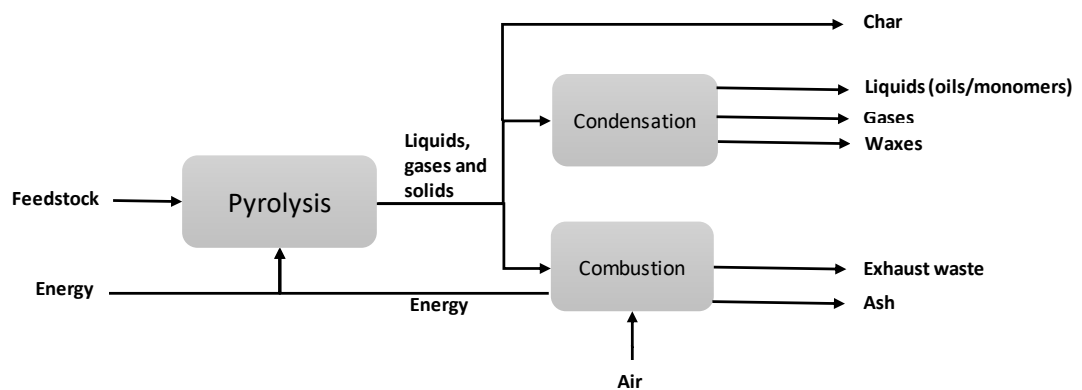 Char
Liquids (oils/monomers)
Condensation
Gases
Waxes
Liquids,
gases and
solids
Feedstock
Pyrolysis
Combustion
Exhaust waste
Energy
Energy
Ash
Air